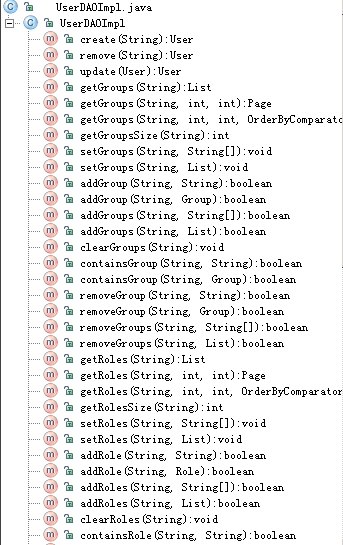 UserDAOImpl.java
UserDAOImpl
create(String):User
remove(String):User
update(User):User
getGroups(String):List
getGroups(String, int, int):Page
getGroups(String, int, int, OrderByComparato
getGroupsSize(String):int
setGroups(String, String[]):void
setGroups(String, List):void
addGroup(String, String):boolean
addGroup(String, Group):boolean
addGroups(String, String[]):boolean
addGroups(String, List):boolean
clearGroups(String):void
containsGroup(String, String):boolean
containsGroup(String, Group):boolean
removeGroup(String, String):boolean
removeGroup(String, Group):boolean
removeGroups(String, String[]):boolean
removeGroups(String, List):boolean
getRoles(String):List
getRoles(String, int, int):Page
getRoles(String, int, int, OrderByComparator
getRolesSize(String):int
setRoles(String, String[]):void
setRoles(String, List):void
addRole(String, String):boolean
addRole(String, Role):boolean
addRoles(String, String[]):boolean
addRoles(String, List):boolean
clearRoles(String):void
containsRole(String, String):boolean